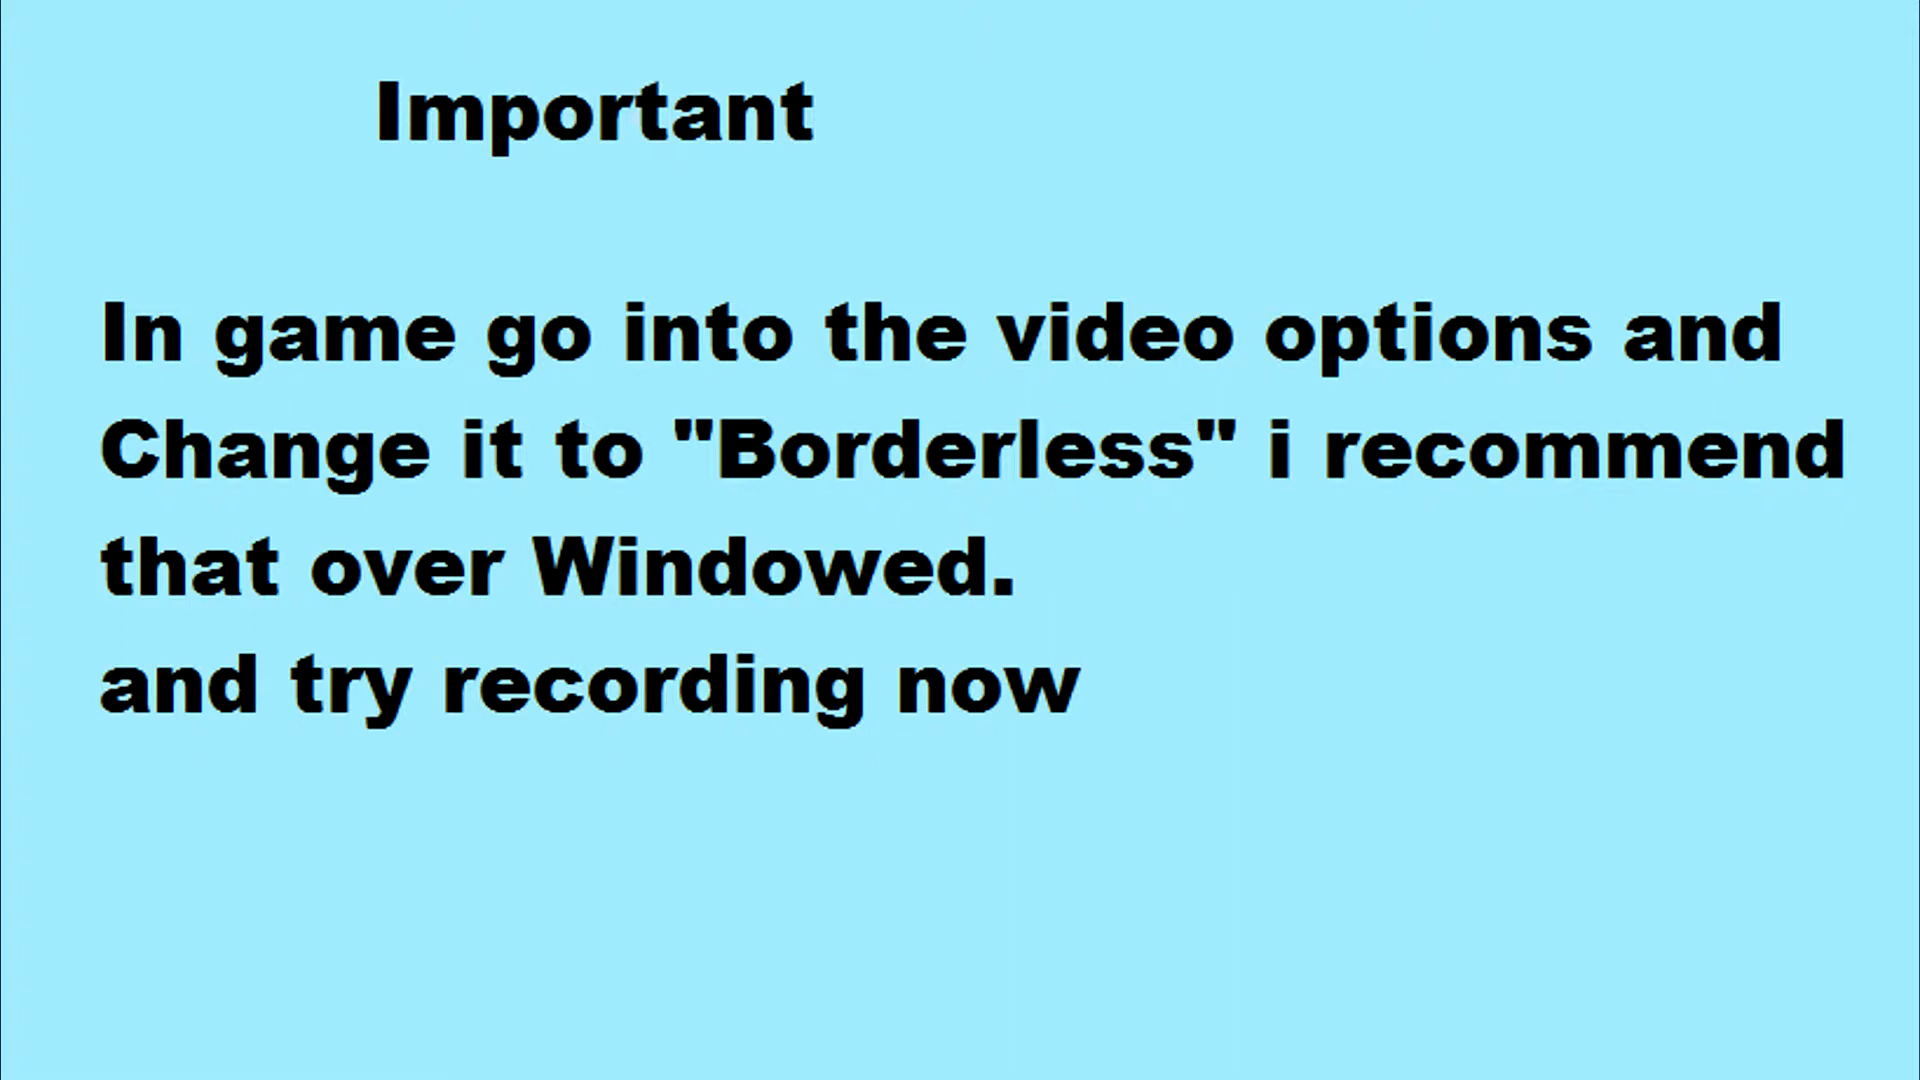 Important
In game go into the video options and
Change it to "Borderless" i recommend
that over Windowed.
and try recording now